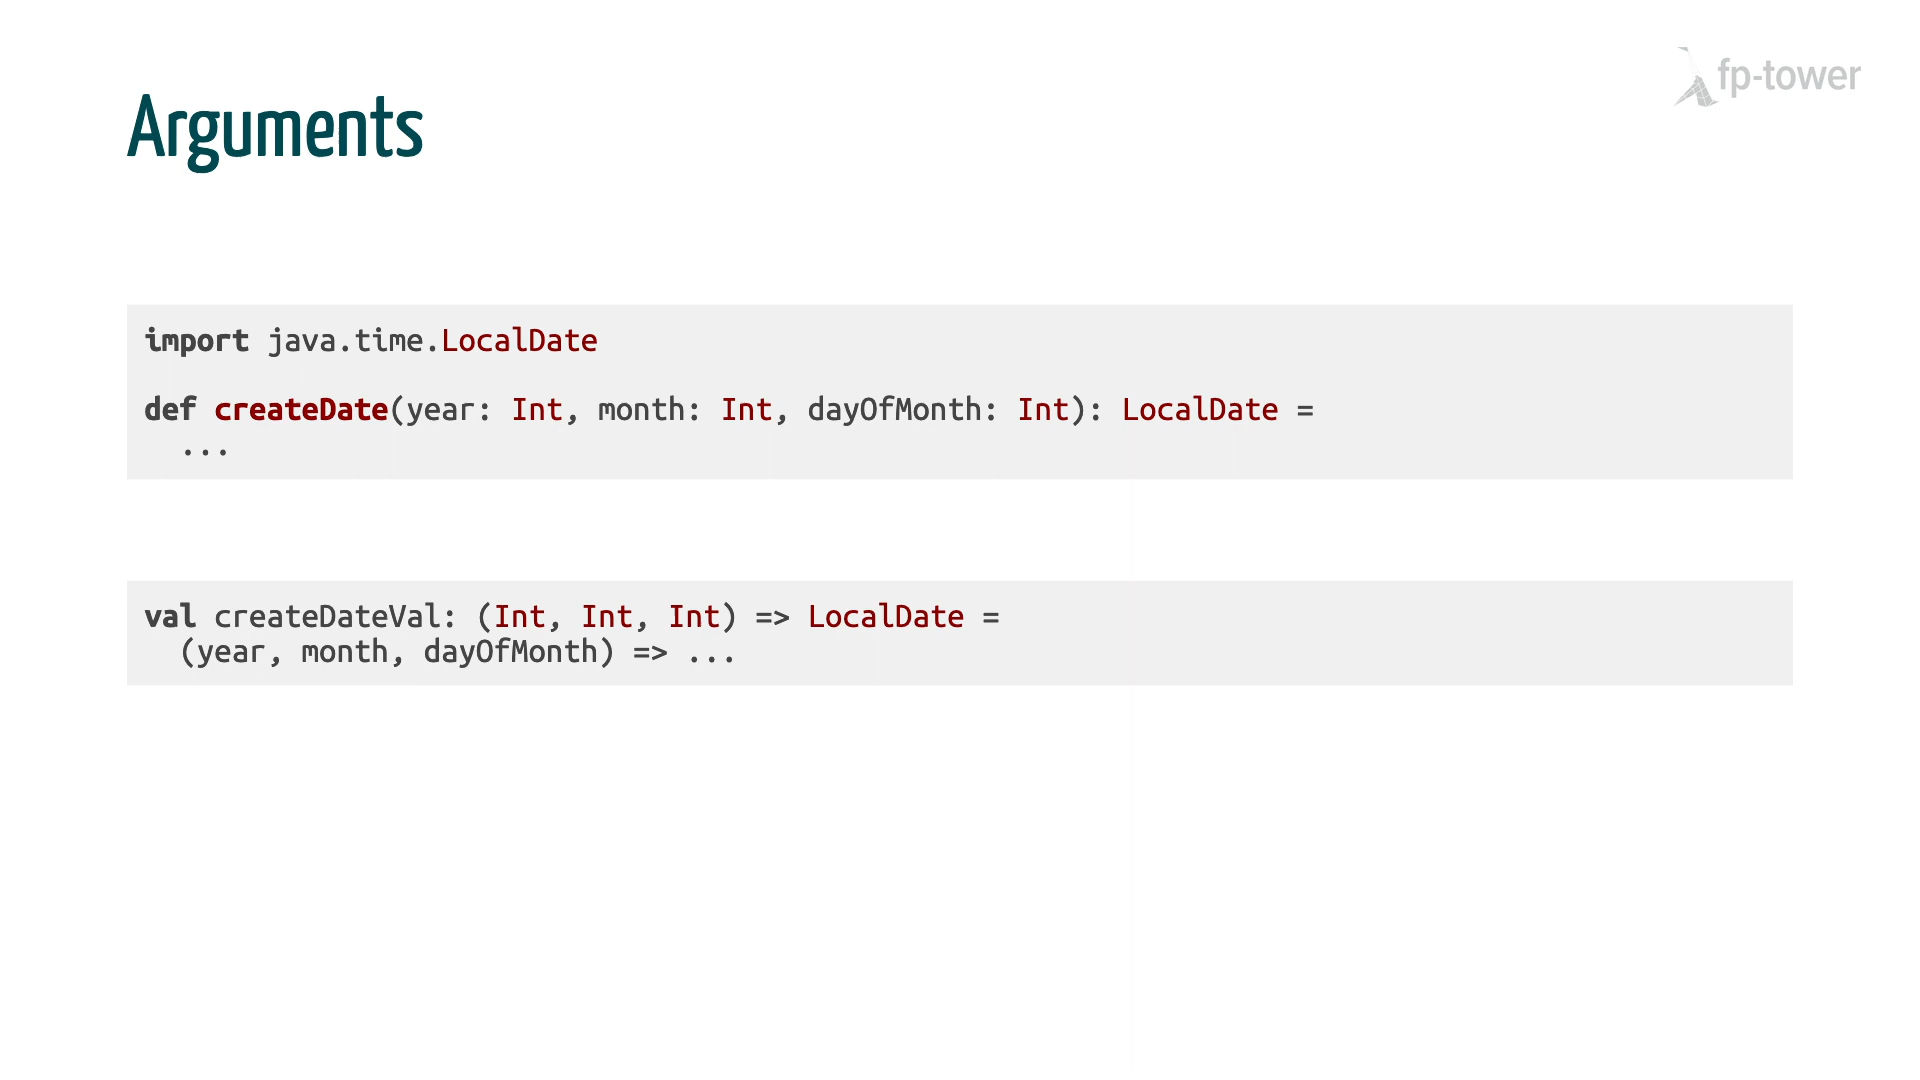 fp-tower
Arguments
import java.time.LocalDate
def createDate(year: Int, month: Int, dayOfMonth: Int): LocalDate =
  ...
val createDateVal: (Int, Int, Int) => LocalDate =
  (year, month, dayOfMonth) => ...